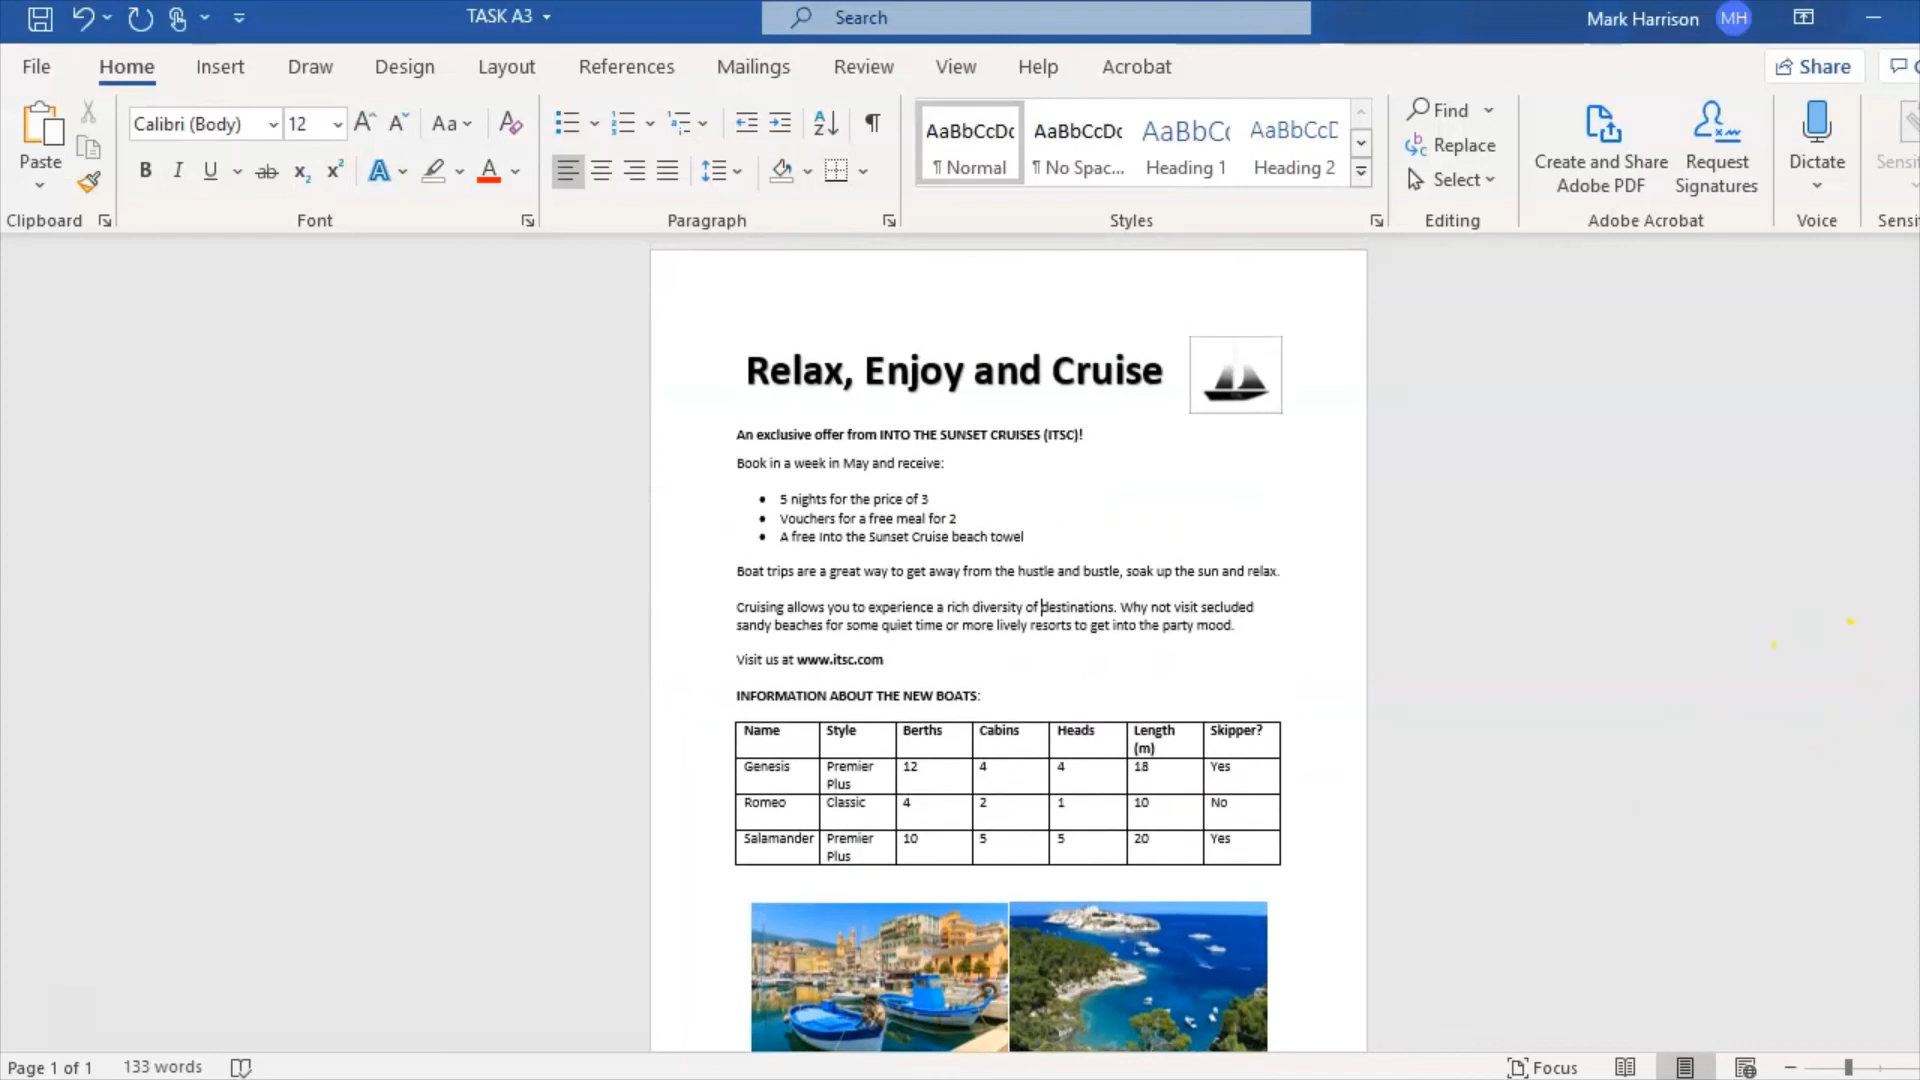 TASK A3
Search
Mark Harrison MH
File Home Insert Draw Design Layout References Mailings Review View Help Acrobat
Share
Calibri (Body) 12 Aa
Paste
B I U ab x₂ x² A A
AaBbCcDc AaBbCcDc AaBbC AaBbCcD
¶ Normal ¶ No Spac... Heading 1 Heading 2
Find
Replace
Select
Create and Share
Adobe PDF
Request
Signatures
Dictate
Clipboard Font Paragraph Styles Editing Adobe Acrobat Voice
Relax, Enjoy and Cruise
An exclusive offer from INTO THE SUNSET CRUISES (ITSC)!
Book in a week in May and receive:
• 5 nights for the price of 3
• Vouchers for a free meal for 2
• A free Into the Sunset Cruise beach towel
Boat trips are a great way to get away from the hustle and bustle, soak up the sun and relax.
Cruising allows you to experience a rich diversity of destinations. Why not visit secluded
sandy beaches for some quiet time or more lively resorts to get into the party mood.
Visit us at www.itsc.com
INFORMATION ABOUT THE NEW BOATS:
Name Style Berths Cabins Heads Length (m) Skipper?
Genesis Premier Plus 12 4 4 18 Yes
Romeo Classic 4 2 1 10 No
Salamander Premier Plus 10 5 5 20 Yes
Page 1 of 1 133 words Focus